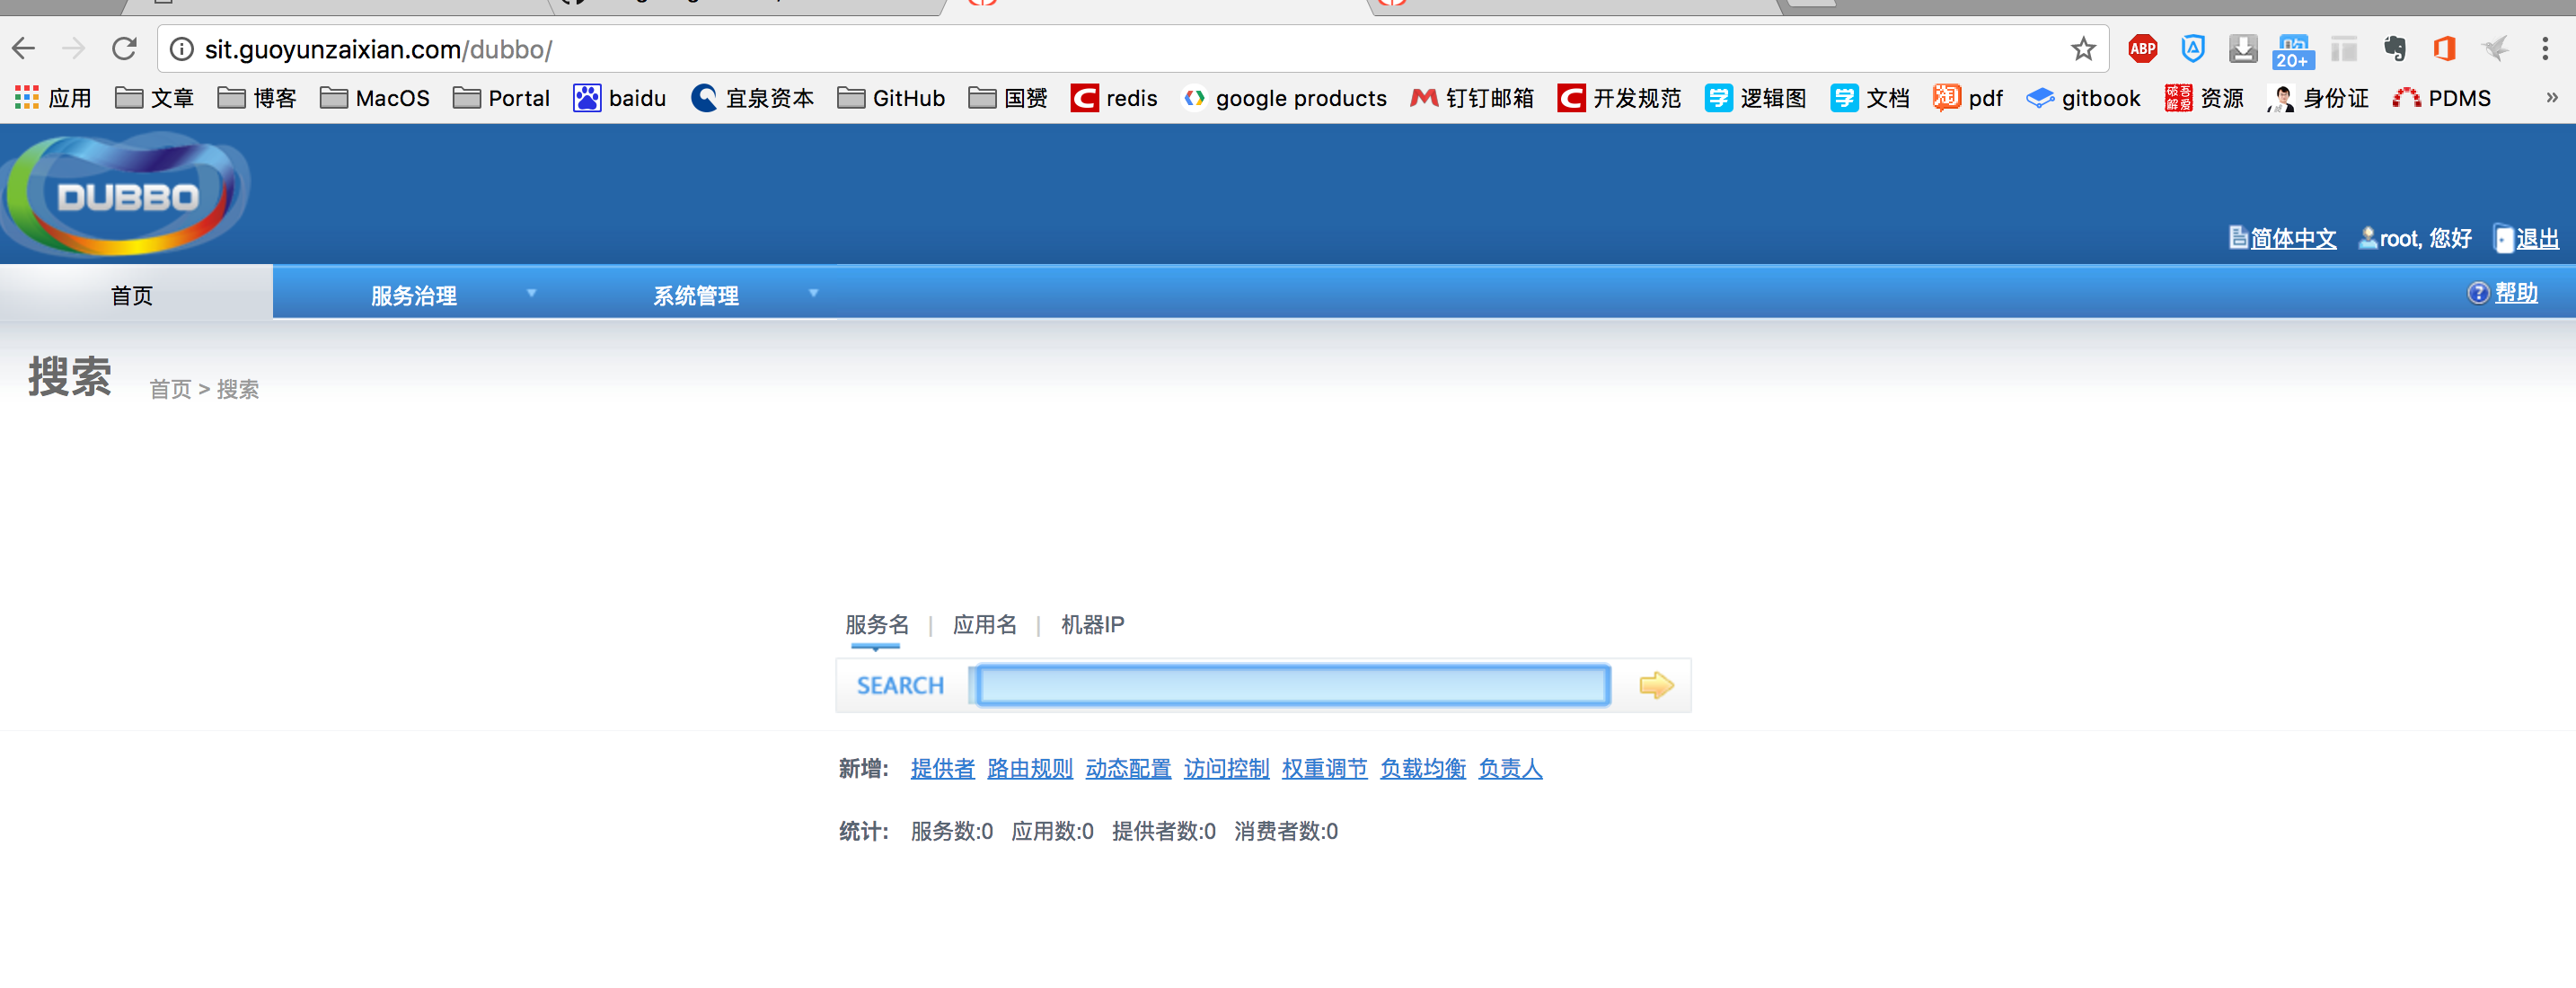 sit.guoyunzaixian.com/dubbo/
ABP 20+
应用 文章 博客 MacOS Portal baidu 宜泉资本 GitHub 国赟 redis google products 钉钉邮箱 开发规范 学 逻辑图 学 文档 淘 pdf gitbook 吾爱破解 资源 身份证 PDMS »
DUBBO
简体中文 root, 您好 退出
首页 服务治理 系统管理 帮助
搜索 首页 > 搜索
服务名 | 应用名 | 机器IP
SEARCH
新增: 提供者 路由规则 动态配置 访问控制 权重调节 负载均衡 负责人
统计: 服务数:0 应用数:0 提供者数:0 消费者数:0